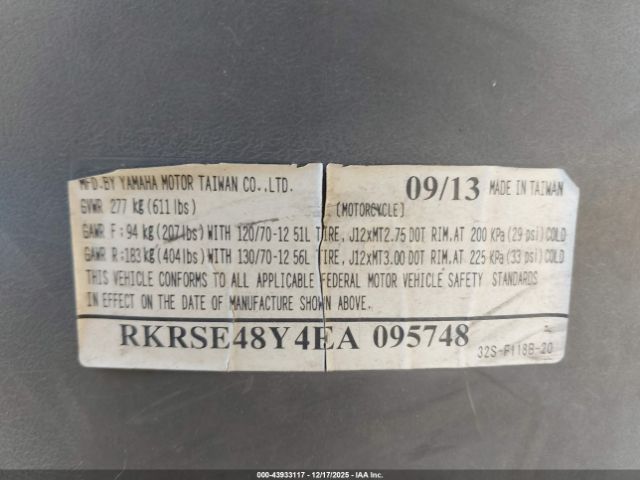 MFD.BY YAMAHA MOTOR TAIWAN CO.,LTD. 09/13 MADE IN TAIWAN
GVWR 277 kg(611 lbs) [MOTORCYCLE]
GAWR F: 94 kg(207 lbs) WITH 120/70-12 51L TIRE, J12xMT2.75 DOT RIM.AT 200 KPa(29 psi)COLD
GAWR R:183 kg(404 lbs) WITH 130/70-12 56L TIRE, J12xMT3.00 DOT RIM.AT 225 KPa(33 psi)COLD
THIS VEHICLE CONFORMS TO ALL APPLICABLE FEDERAL MOTOR VEHICLE SAFETY STANDARDS
IN EFFECT ON THE DATE OF MANUFACTURE SHOWN ABOVE.
RKRSE48Y4EA 095748
32S-F118B-20
000-43933117 - 12/17/2025 - IAA Inc.